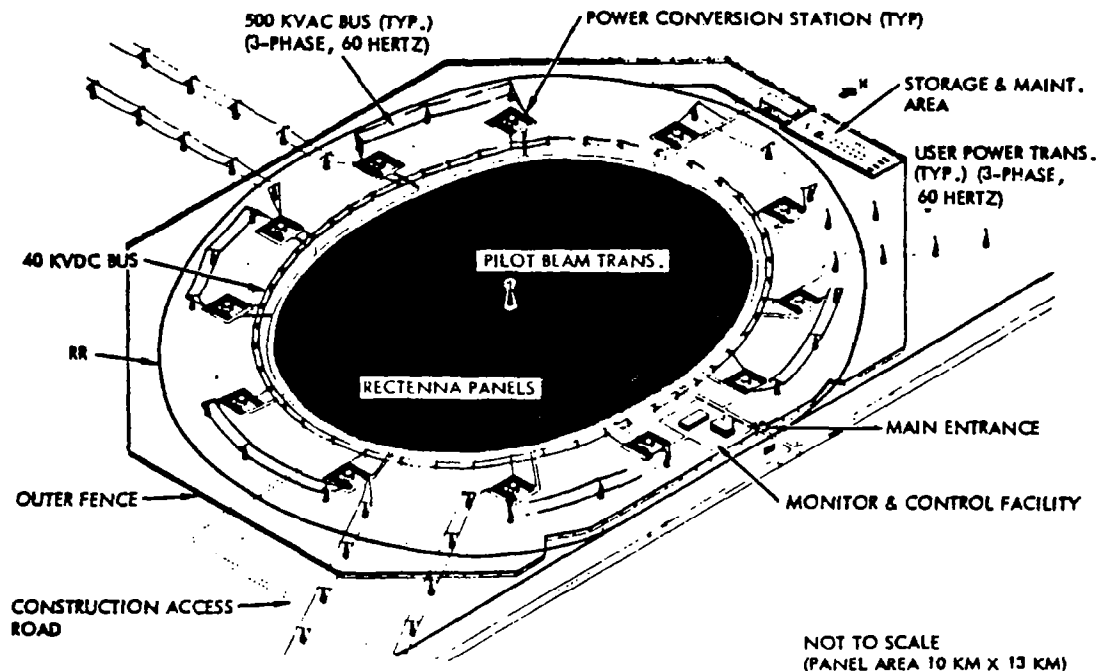 500 KVAC BUS (TYP.)
(3-PHASE, 60 HERTZ)
POWER CONVERSION STATION (TYP)
N
STORAGE & MAINT.
AREA
USER POWER TRANS.
(TYP.) (3-PHASE,
60 HERTZ)
40 KVDC BUS
PILOT BEAM TRANS.
RR
RECTENNA PANELS
MAIN ENTRANCE
OUTER FENCE
MONITOR & CONTROL FACILITY
CONSTRUCTION ACCESS
ROAD
NOT TO SCALE
(PANEL AREA 10 KM X 13 KM)